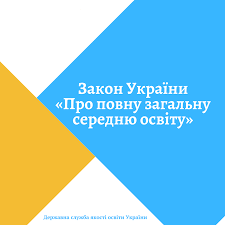 Закон України
«Про повну загальну
середню освіту»
Державна служба якості освіти України